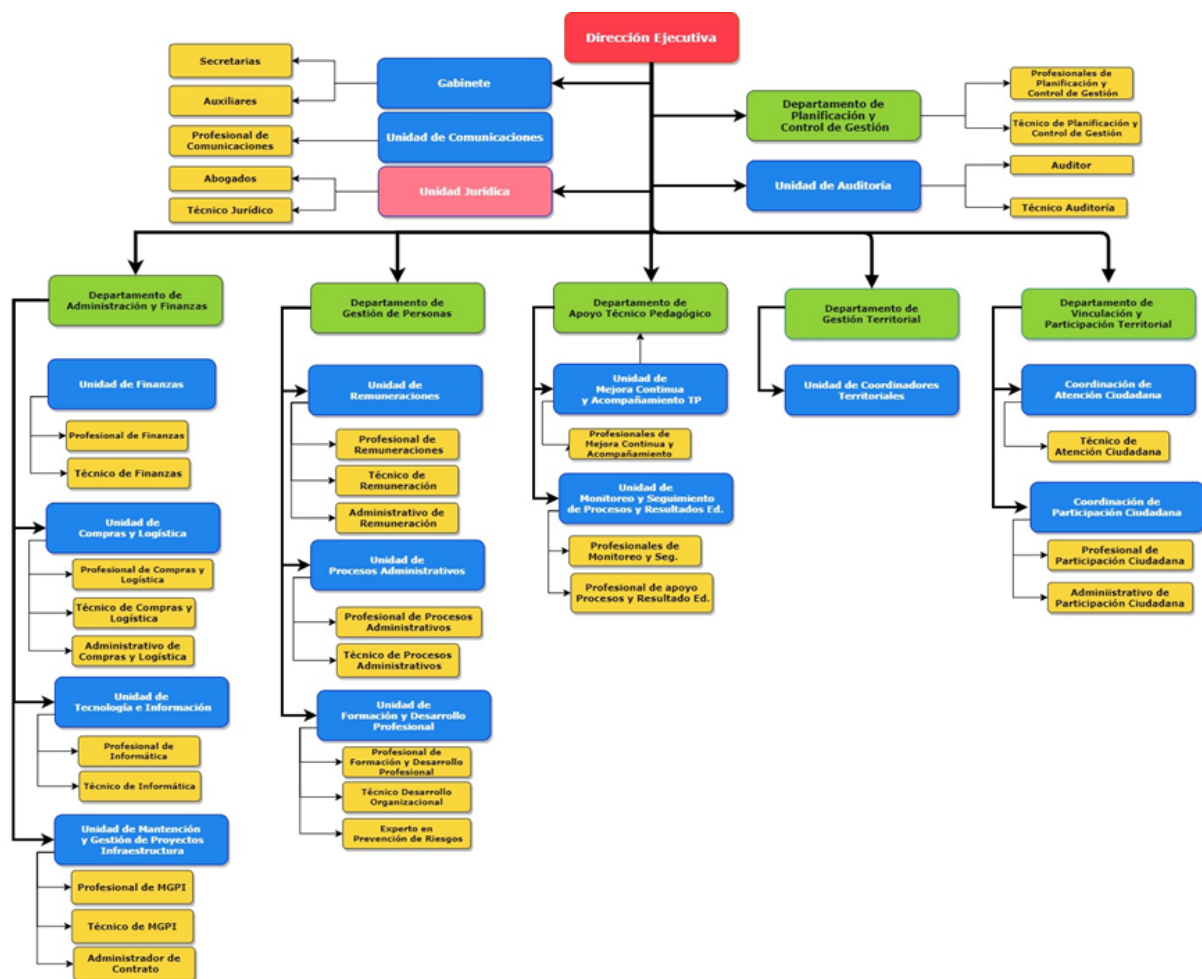 Dirección Ejecutiva
Secretarias
Gabinete
Auxiliares
Profesional de
Comunicaciones
Unidad de Comunicaciones
Abogados
Unidad Jurídica
Técnico Jurídico
Departamento de
Planificación y
Control de Gestión
Profesionales de
Planificación y
Control de Gestión
Técnico de Planificación y
Control de Gestión
Unidad de Auditoría
Auditor
Técnico Auditoría
Departamento de
Administración y Finanzas
Unidad de Finanzas
Profesional de Finanzas
Técnico de Finanzas
Unidad de
Compras y Logística
Profesional de Compras y
Logística
Técnico de Compras y
Logística
Administrativo de
Compras y Logística
Unidad de
Tecnología e Información
Profesional de
Informática
Técnico de Informática
Unidad de Mantención
y Gestión de Proyectos
Infraestructura
Profesional de MGPI
Técnico de MGPI
Administrador de
Contrato
Departamento de
Gestión de Personas
Unidad de
Remuneraciones
Profesional de
Remuneraciones
Técnico de
Remuneración
Administrativo de
Remuneración
Unidad de
Procesos Administrativos
Profesional de Procesos
Administrativos
Técnico de Procesos
Administrativos
Unidad de
Formación y Desarrollo
Profesional
Profesional de
Formación y Desarrollo
Profesional
Técnico Desarrollo
Organizacional
Experto en
Prevención de Riesgos
Departamento de
Apoyo Técnico Pedagógico
Unidad de
Mejora Continua
y Acompañamiento TP
Profesionales de
Mejora Continua y
Acompañamiento
Unidad de
Monitoreo y Seguimiento
de Procesos y Resultados Ed.
Profesionales de
Monitoreo y Seg.
Profesional de apoyo
Procesos y Resultado Ed.
Departamento de
Gestión Territorial
Unidad de Coordinadores
Territoriales
Departamento de
Vinculación y
Participación Territorial
Coordinación de
Atención Ciudadana
Técnico de
Atención Ciudadana
Coordinación de
Participación Ciudadana
Profesional de
Participación Ciudadana
Adminiistrativo de
Participación Ciudadana